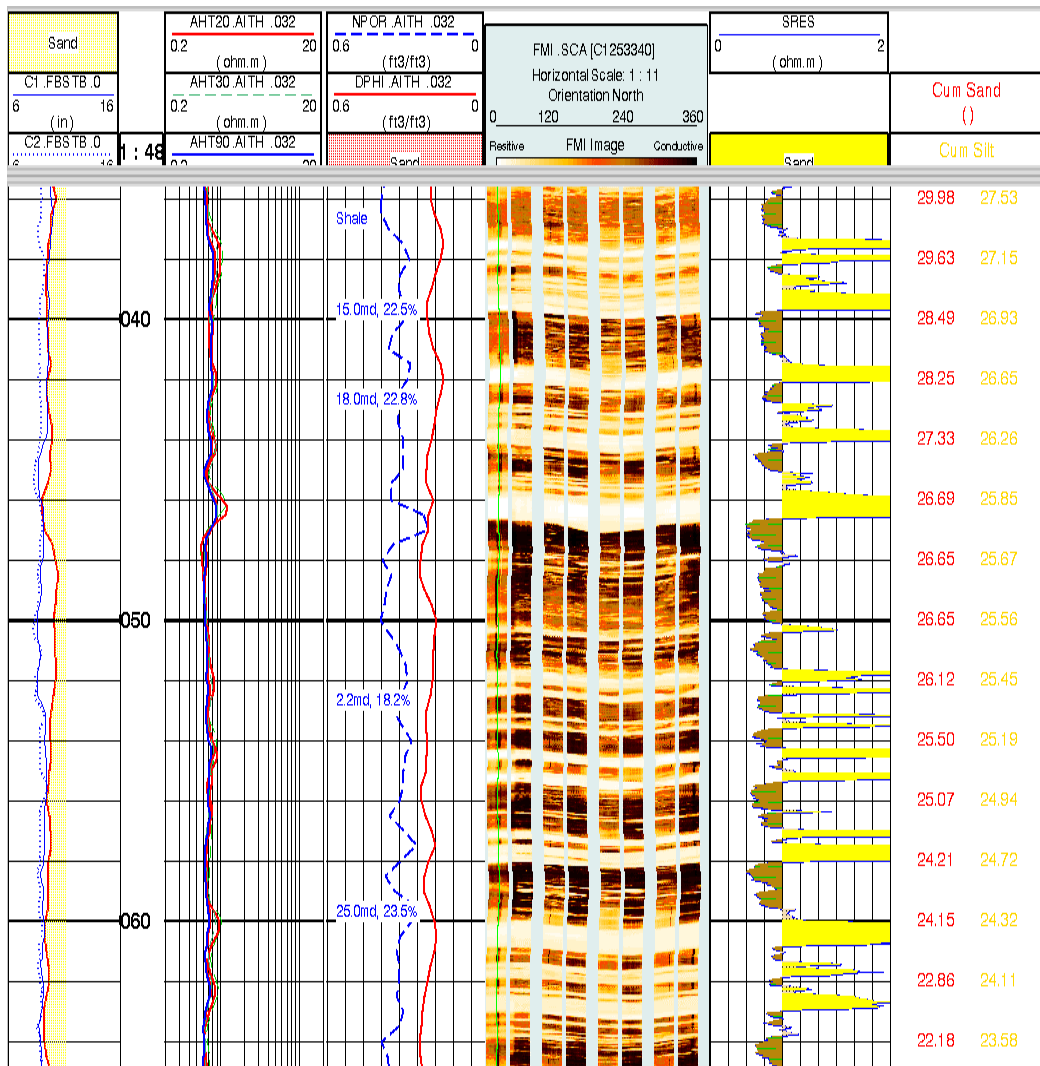 Sand
C1 .FBSTB .0
6 16
(in)
C2 .FBSTB .0
1 : 48
AHT20 .AITH .032
0.2 20
(ohm.m)
AHT30 .AITH .032
0.2 20
(ohm.m)
AHT90 .AITH .032
NPOR .AITH .032
0.6 0
(ft3/ft3)
DPHI .AITH .032
0.6 0
(ft3/ft3)
Sand
FMI .SCA [C1253340]
Horizontal Scale: 1 : 11
Orientation North
0 120 240 360
Resitive FMI Image Conductive
SRES
0 2
(ohm.m)
Sand
Cum Sand
()
Cum Silt
29.98 27.53
Shale
29.63 27.15
15.0md, 22.5%
040 28.49 26.93
28.25 26.65
18.0md, 22.8%
27.33 26.26
26.69 25.85
26.65 25.67
050 26.65 25.56
26.12 25.45
2.2md, 18.2%
25.50 25.19
25.07 24.94
24.21 24.72
25.0md, 23.5%
060 24.15 24.32
22.86 24.11
22.18 23.58